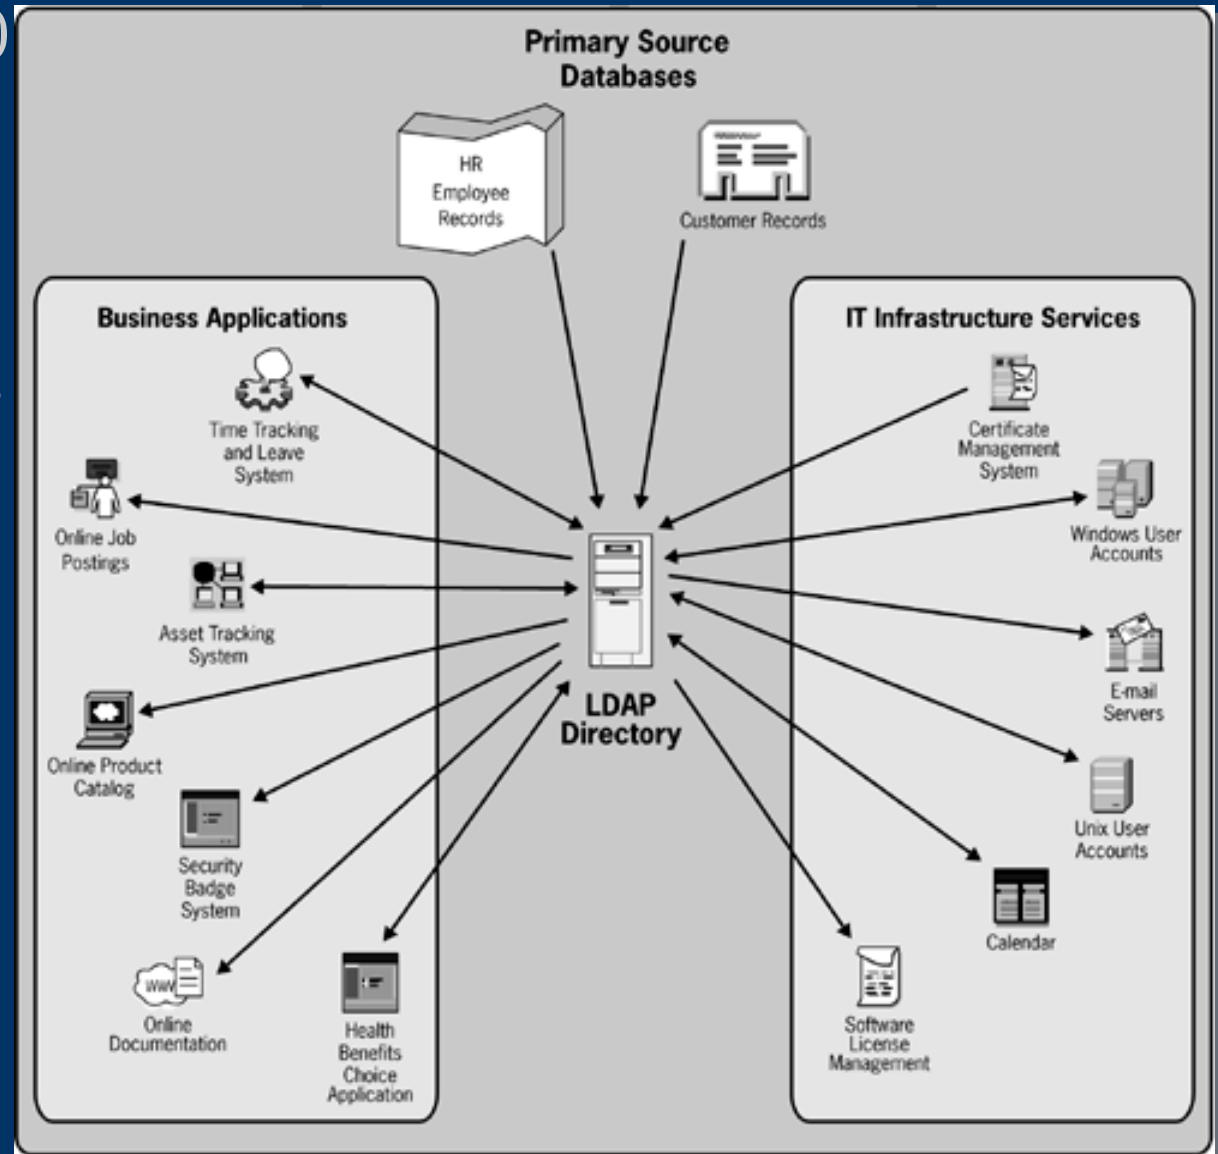 Primary Source
Databases
HR
Employee
Records
Customer Records
Business Applications
Time Tracking
and Leave
System
Online Job
Postings
Asset Tracking
System
Online Product
Catalog
Security
Badge
System
WWW
Online
Documentation
Health
Benefits
Choice
Application
LDAP
Directory
IT Infrastructure Services
Certificate
Management
System
Windows User
Accounts
E-mail
Servers
Unix User
Accounts
Calendar
Software
License
Management